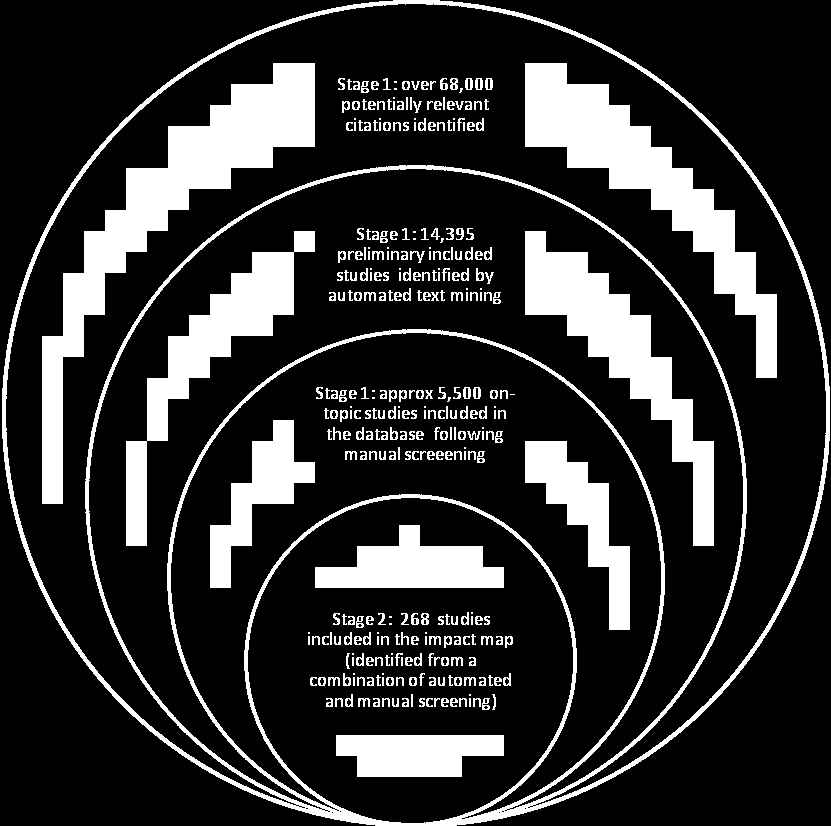 Stage 1: over 68,000
potentially relevant
citations identified
Stage 1: 14,395
preliminary included
studies identified by
automated text mining
Stage 1: approx 5,500 on-
topic studies included in
the database following
manual screeening
Stage 2: 268 studies
included in the impact map
(identified from a
combination of automated
and manual screening)